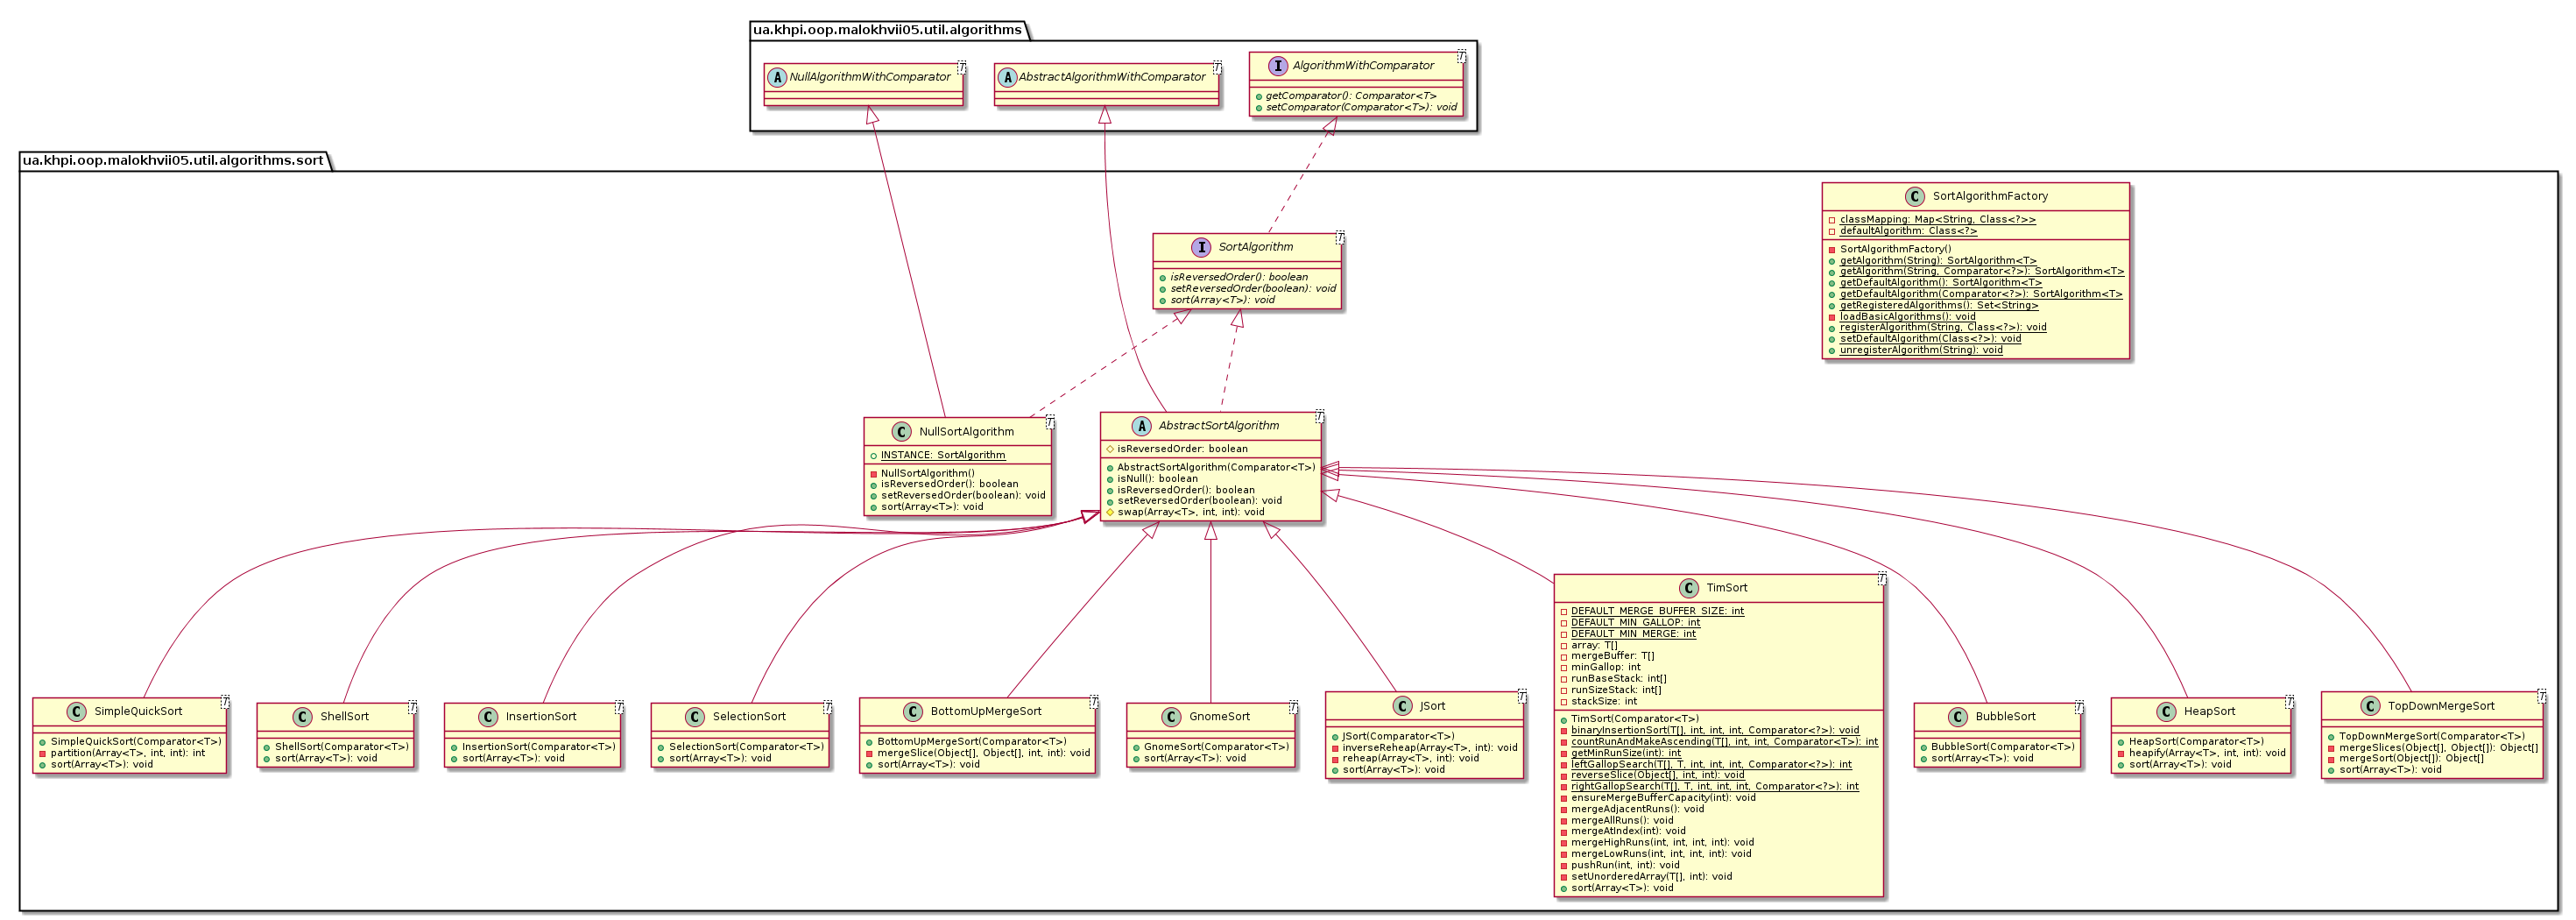 ua.khpi.oop.malokhvii05.util.algorithms
A NullAlgorithmWithComparator T
A AbstractAlgorithmWithComparator T
I AlgorithmWithComparator T
getComparator(): Comparator<T>
setComparator(Comparator<T>): void
ua.khpi.oop.malokhvii05.util.algorithms.sort
C SortAlgorithmFactory
classMapping: Map<String, Class<?>>
defaultAlgorithm: Class<?>
SortAlgorithmFactory()
getAlgorithm(String): SortAlgorithm<T>
getAlgorithm(String, Comparator<?>): SortAlgorithm<T>
getDefaultAlgorithm(): SortAlgorithm<T>
getDefaultAlgorithm(Comparator<?>): SortAlgorithm<T>
getRegisteredAlgorithms(): Set<String>
loadBasicAlgorithms(): void
registerAlgorithm(String, Class<?>): void
setDefaultAlgorithm(Class<?>): void
unregisterAlgorithm(String): void
I SortAlgorithm T
isReversedOrder(): boolean
setReversedOrder(boolean): void
sort(Array<T>): void
C NullSortAlgorithm T
INSTANCE: SortAlgorithm
NullSortAlgorithm()
isReversedOrder(): boolean
setReversedOrder(boolean): void
sort(Array<T>): void
A AbstractSortAlgorithm T
isReversedOrder: boolean
AbstractSortAlgorithm(Comparator<T>)
isNull(): boolean
isReversedOrder(): boolean
setReversedOrder(boolean): void
swap(Array<T>, int, int): void
C SimpleQuickSort T
SimpleQuickSort(Comparator<T>)
partition(Array<T>, int, int): int
sort(Array<T>): void
C ShellSort T
ShellSort(Comparator<T>)
sort(Array<T>): void
C InsertionSort T
InsertionSort(Comparator<T>)
sort(Array<T>): void
C SelectionSort T
SelectionSort(Comparator<T>)
sort(Array<T>): void
C BottomUpMergeSort T
BottomUpMergeSort(Comparator<T>)
mergeSlice(Object[], Object[], int, int): void
sort(Array<T>): void
C GnomeSort T
GnomeSort(Comparator<T>)
sort(Array<T>): void
C JSort T
JSort(Comparator<T>)
inverseReheap(Array<T>, int): void
reheap(Array<T>, int): void
sort(Array<T>): void
C TimSort T
DEFAULT_MERGE_BUFFER_SIZE: int
DEFAULT_MIN_GALLOP: int
DEFAULT_MIN_MERGE: int
array: T[]
mergeBuffer: T[]
minGallop: int
runBaseStack: int[]
runSizeStack: int[]
stackSize: int
TimSort(Comparator<T>)
binaryInsertionSort(T[], int, int, int, Comparator<?>): void
countRunAndMakeAscending(T[], int, int, Comparator<T>): int
getMinRunSize(int): int
leftGallopSearch(T[], T, int, int, int, Comparator<?>): int
reverseSlice(Object[], int, int): void
rightGallopSearch(T[], T, int, int, int, Comparator<?>): int
ensureMergeBufferCapacity(int): void
mergeAdjacentRuns(): void
mergeAllRuns(): void
mergeAtIndex(int): void
mergeHighRuns(int, int, int, int): void
mergeLowRuns(int, int, int, int): void
pushRun(int, int): void
setUnorderedArray(T[], int): void
sort(Array<T>): void
C BubbleSort T
BubbleSort(Comparator<T>)
sort(Array<T>): void
C HeapSort T
HeapSort(Comparator<T>)
heapify(Array<T>, int, int): void
sort(Array<T>): void
C TopDownMergeSort T
TopDownMergeSort(Comparator<T>)
mergeSlices(Object[], Object[]): Object[]
mergeSort(Object[]): Object[]
sort(Array<T>): void